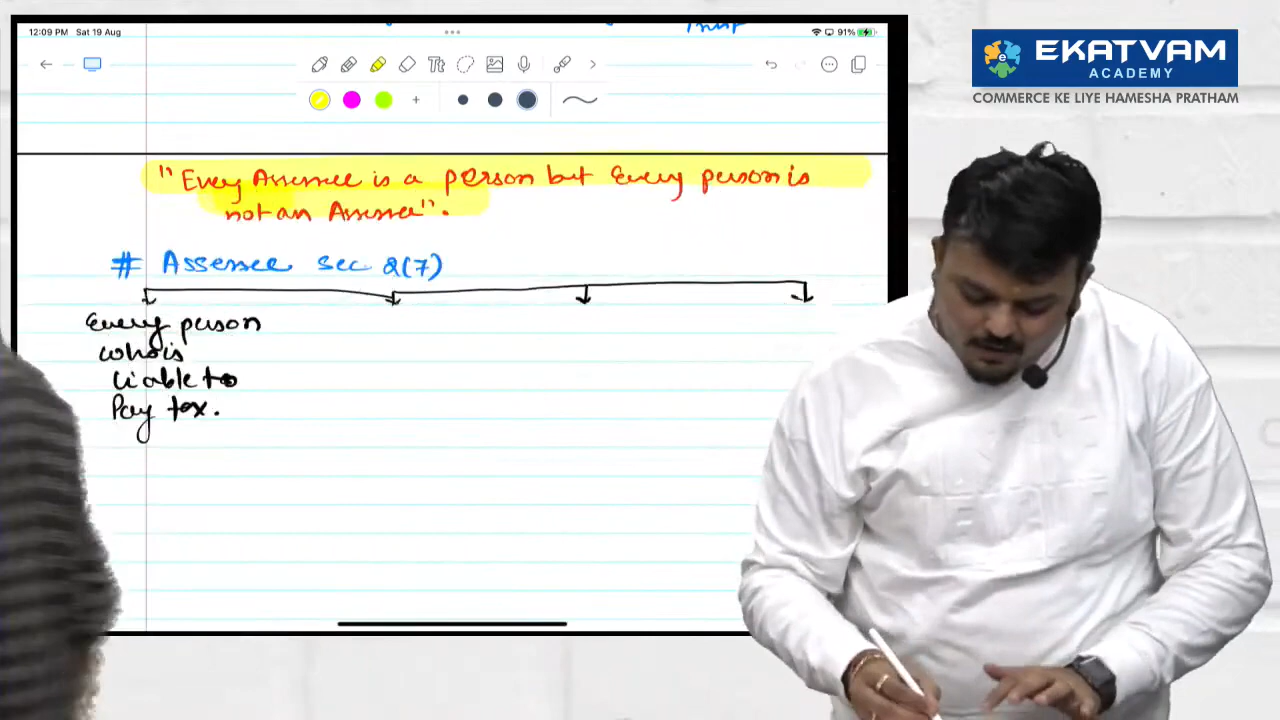 12:09 PM Sat 19 Aug
91%
EKATVAM
ACADEMY
COMMERCE KE LIYE HAMESHA PRATHAM
"Every Assessee is a person but Every person is
not an Assessee".
# Assessee sec 2(7)
Every person
who is
liable to
Pay tax.